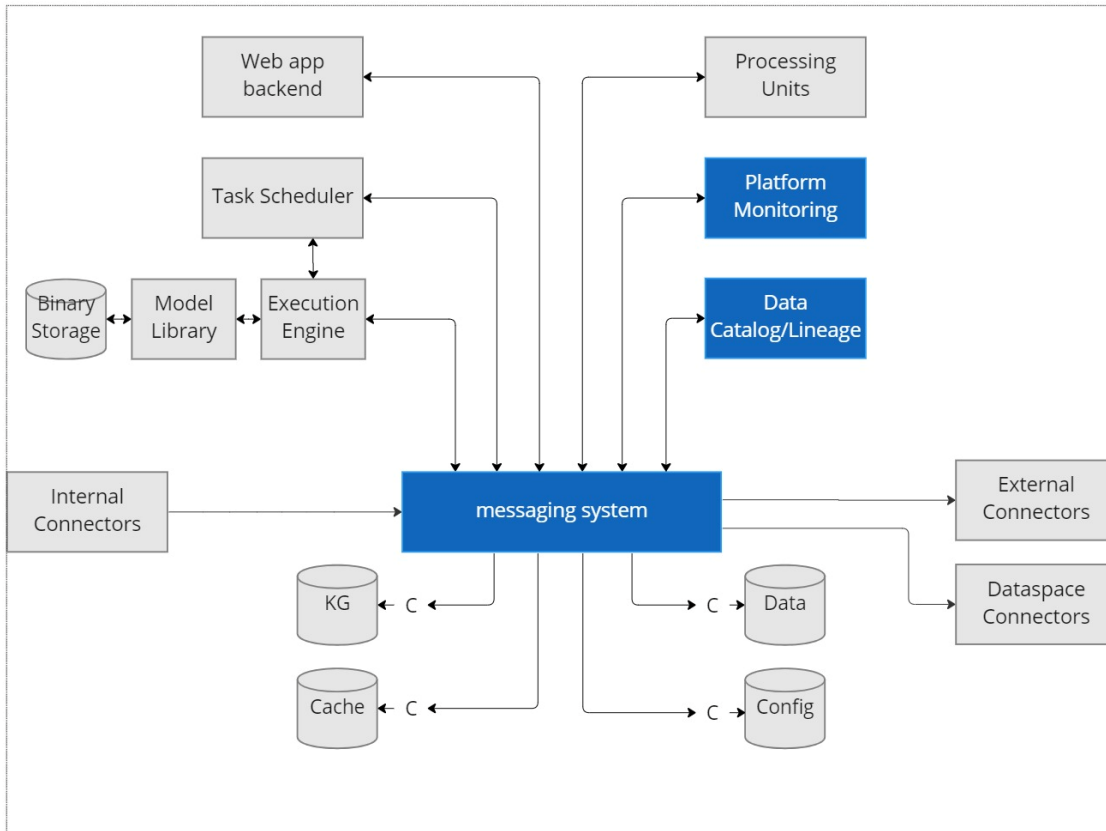 Web app
backend
Processing
Units
Task Scheduler
Platform
Monitoring
Binary
Storage
Model
Library
Execution
Engine
Data
Catalog/Lineage
Internal
Connectors
messaging system
External
Connectors
Dataspace
Connectors
KG
C
C
Data
Cache
C
C
Config